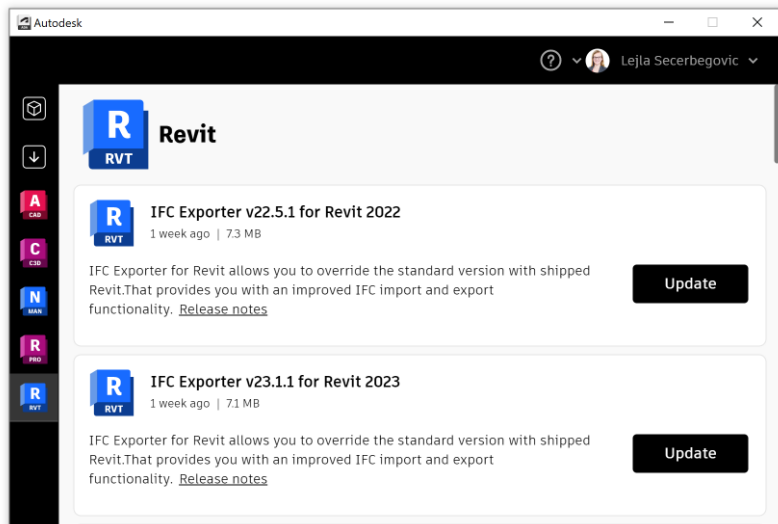 Autodesk
Lejla Secerbegovic
R
RVT
Revit
A
CAD
C
C3D
N
MAN
R
PRO
R
RVT
R
RVT
IFC Exporter v22.5.1 for Revit 2022
1 week ago | 7.3 MB
IFC Exporter for Revit allows you to override the standard version with shipped
Revit.That provides you with an improved IFC import and export
functionality. Release notes
Update
R
RVT
IFC Exporter v23.1.1 for Revit 2023
1 week ago | 7.1 MB
IFC Exporter for Revit allows you to override the standard version with shipped
Revit.That provides you with an improved IFC import and export
functionality. Release notes
Update